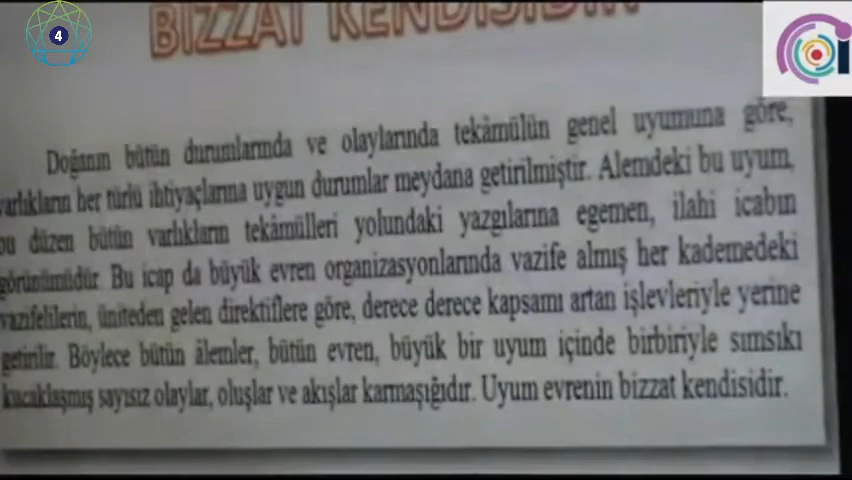 4
BİZZAT KENDİSİDİR
Doğanın bütün durumlarında ve olaylarında tekâmülün genel uyumuna göre,
varlıkların her türlü ihtiyaçlarına uygun durumlar meydana getirilmiştir. Alemdeki bu uyum,
bu düzen bütün varlıkların tekâmülleri yolundaki yazgılarına egemen, ilahi icabın
görünümüdür. Bu icap da büyük evren organizasyonlarında vazife almış her kademedeki
vazifelilerin, üniteden gelen direktiflere göre, derece derece kapsamı artan işlevleriyle yerine
getirilir. Böylece bütün âlemler, bütün evren, büyük bir uyum içinde birbiriyle sımsıkı
kucaklaşmış sayısız olaylar, oluşlar ve akışlar karmaşığıdır. Uyum evrenin bizzat kendisidir.